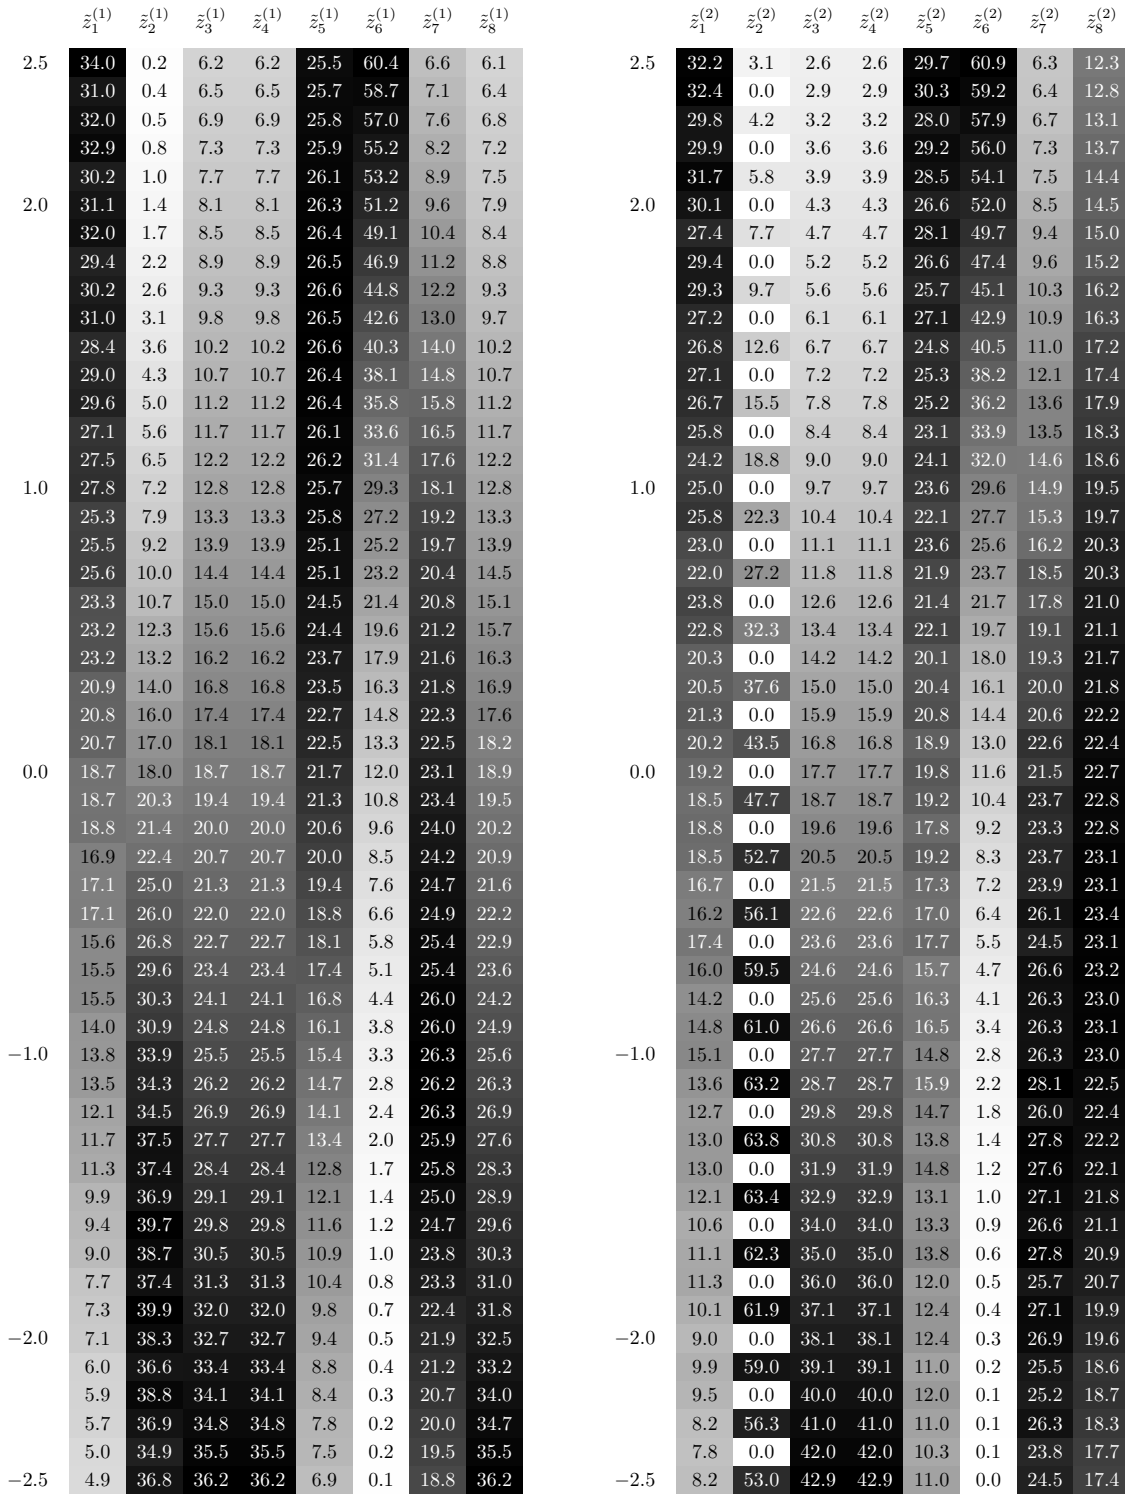 z̃₁⁽¹⁾ z̃₂⁽¹⁾ z̃₃⁽¹⁾ z̃₄⁽¹⁾ z̃₅⁽¹⁾ z̃₆⁽¹⁾ z̃₇⁽¹⁾ z̃₈⁽¹⁾ z̃₁⁽²⁾ z̃₂⁽²⁾ z̃₃⁽²⁾ z̃₄⁽²⁾ z̃₅⁽²⁾ z̃₆⁽²⁾ z̃₇⁽²⁾ z̃₈⁽²⁾
2.5 34.0 0.2 6.2 6.2 25.5 60.4 6.6 6.1 2.5 32.2 3.1 2.6 2.6 29.7 60.9 6.3 12.3
31.0 0.4 6.5 6.5 25.7 58.7 7.1 6.4 32.4 0.0 2.9 2.9 30.3 59.2 6.4 12.8
32.0 0.5 6.9 6.9 25.8 57.0 7.6 6.8 29.8 4.2 3.2 3.2 28.0 57.9 6.7 13.1
32.9 0.8 7.3 7.3 25.9 55.2 8.2 7.2 29.9 0.0 3.6 3.6 29.2 56.0 7.3 13.7
30.2 1.0 7.7 7.7 26.1 53.2 8.9 7.5 31.7 5.8 3.9 3.9 28.5 54.1 7.5 14.4
2.0 31.1 1.4 8.1 8.1 26.3 51.2 9.6 7.9 2.0 30.1 0.0 4.3 4.3 26.6 52.0 8.5 14.5
32.0 1.7 8.5 8.5 26.4 49.1 10.4 8.4 27.4 7.7 4.7 4.7 28.1 49.7 9.4 15.0
29.4 2.2 8.9 8.9 26.5 46.9 11.2 8.8 29.4 0.0 5.2 5.2 26.6 47.4 9.6 15.2
30.2 2.6 9.3 9.3 26.6 44.8 12.2 9.3 29.3 9.7 5.6 5.6 25.7 45.1 10.3 16.2
31.0 3.1 9.8 9.8 26.5 42.6 13.0 9.7 27.2 0.0 6.1 6.1 27.1 42.9 10.9 16.3
28.4 3.6 10.2 10.2 26.6 40.3 14.0 10.2 26.8 12.6 6.7 6.7 24.8 40.5 11.0 17.2
29.0 4.3 10.7 10.7 26.4 38.1 14.8 10.7 27.1 0.0 7.2 7.2 25.3 38.2 12.1 17.4
29.6 5.0 11.2 11.2 26.4 35.8 15.8 11.2 26.7 15.5 7.8 7.8 25.2 36.2 13.6 17.9
27.1 5.6 11.7 11.7 26.1 33.6 16.5 11.7 25.8 0.0 8.4 8.4 23.1 33.9 13.5 18.3
27.5 6.5 12.2 12.2 26.2 31.4 17.6 12.2 24.2 18.8 9.0 9.0 24.1 32.0 14.6 18.6
1.0 27.8 7.2 12.8 12.8 25.7 29.3 18.1 12.8 1.0 25.0 0.0 9.7 9.7 23.6 29.6 14.9 19.5
25.3 7.9 13.3 13.3 25.8 27.2 19.2 13.3 25.8 22.3 10.4 10.4 22.1 27.7 15.3 19.7
25.5 9.2 13.9 13.9 25.1 25.2 19.7 13.9 23.0 0.0 11.1 11.1 23.6 25.6 16.2 20.3
25.6 10.0 14.4 14.4 25.1 23.2 20.4 14.5 22.0 27.2 11.8 11.8 21.9 23.7 18.5 20.3
23.3 10.7 15.0 15.0 24.5 21.4 20.8 15.1 23.8 0.0 12.6 12.6 21.4 21.7 17.8 21.0
23.2 12.3 15.6 15.6 24.4 19.6 21.2 15.7 22.8 32.3 13.4 13.4 22.1 19.7 19.1 21.1
23.2 13.2 16.2 16.2 23.7 17.9 21.6 16.3 20.3 0.0 14.2 14.2 20.1 18.0 19.3 21.7
20.9 14.0 16.8 16.8 23.5 16.3 21.8 16.9 20.5 37.6 15.0 15.0 20.4 16.1 20.0 21.8
20.8 16.0 17.4 17.4 22.7 14.8 22.3 17.6 21.3 0.0 15.9 15.9 20.8 14.4 20.6 22.2
20.7 17.0 18.1 18.1 22.5 13.3 22.5 18.2 20.2 43.5 16.8 16.8 18.9 13.0 22.6 22.4
0.0 18.7 18.0 18.7 18.7 21.7 12.0 23.1 18.9 0.0 19.2 0.0 17.7 17.7 19.8 11.6 21.5 22.7
18.7 20.3 19.4 19.4 21.3 10.8 23.4 19.5 18.5 47.7 18.7 18.7 19.2 10.4 23.7 22.8
18.8 21.4 20.0 20.0 20.6 9.6 24.0 20.2 18.8 0.0 19.6 19.6 17.8 9.2 23.3 22.8
16.9 22.4 20.7 20.7 20.0 8.5 24.2 20.9 18.5 52.7 20.5 20.5 19.2 8.3 23.7 23.1
17.1 25.0 21.3 21.3 19.4 7.6 24.7 21.6 16.7 0.0 21.5 21.5 17.3 7.2 23.9 23.1
17.1 26.0 22.0 22.0 18.8 6.6 24.9 22.2 16.2 56.1 22.6 22.6 17.0 6.4 26.1 23.4
15.6 26.8 22.7 22.7 18.1 5.8 25.4 22.9 17.4 0.0 23.6 23.6 17.7 5.5 24.5 23.1
15.5 29.6 23.4 23.4 17.4 5.1 25.4 23.6 16.0 59.5 24.6 24.6 15.7 4.7 26.6 23.2
15.5 30.3 24.1 24.1 16.8 4.4 26.0 24.2 14.2 0.0 25.6 25.6 16.3 4.1 26.3 23.0
14.0 30.9 24.8 24.8 16.1 3.8 26.0 24.9 14.8 61.0 26.6 26.6 16.5 3.4 26.3 23.1
−1.0 13.8 33.9 25.5 25.5 15.4 3.3 26.3 25.6 −1.0 15.1 0.0 27.7 27.7 14.8 2.8 26.3 23.0
13.5 34.3 26.2 26.2 14.7 2.8 26.2 26.3 13.6 63.2 28.7 28.7 15.9 2.2 28.1 22.5
12.1 34.5 26.9 26.9 14.1 2.4 26.3 26.9 12.7 0.0 29.8 29.8 14.7 1.8 26.0 22.4
11.7 37.5 27.7 27.7 13.4 2.0 25.9 27.6 13.0 63.8 30.8 30.8 13.8 1.4 27.8 22.2
11.3 37.4 28.4 28.4 12.8 1.7 25.8 28.3 13.0 0.0 31.9 31.9 14.8 1.2 27.6 22.1
9.9 36.9 29.1 29.1 12.1 1.4 25.0 28.9 12.1 63.4 32.9 32.9 13.1 1.0 27.1 21.8
9.4 39.7 29.8 29.8 11.6 1.2 24.7 29.6 10.6 0.0 34.0 34.0 13.3 0.9 26.6 21.1
9.0 38.7 30.5 30.5 10.9 1.0 23.8 30.3 11.1 62.3 35.0 35.0 13.8 0.6 27.8 20.9
7.7 37.4 31.3 31.3 10.4 0.8 23.3 31.0 11.3 0.0 36.0 36.0 12.0 0.5 25.7 20.7
7.3 39.9 32.0 32.0 9.8 0.7 22.4 31.8 10.1 61.9 37.1 37.1 12.4 0.4 27.1 19.9
−2.0 7.1 38.3 32.7 32.7 9.4 0.5 21.9 32.5 −2.0 9.0 0.0 38.1 38.1 12.4 0.3 26.9 19.6
6.0 36.6 33.4 33.4 8.8 0.4 21.2 33.2 9.9 59.0 39.1 39.1 11.0 0.2 25.5 18.6
5.9 38.8 34.1 34.1 8.4 0.3 20.7 34.0 9.5 0.0 40.0 40.0 12.0 0.1 25.2 18.7
5.7 36.9 34.8 34.8 7.8 0.2 20.0 34.7 8.2 56.3 41.0 41.0 11.0 0.1 26.3 18.3
5.0 34.9 35.5 35.5 7.5 0.2 19.5 35.5 7.8 0.0 42.0 42.0 10.3 0.1 23.8 17.7
−2.5 4.9 36.8 36.2 36.2 6.9 0.1 18.8 36.2 −2.5 8.2 53.0 42.9 42.9 11.0 0.0 24.5 17.4